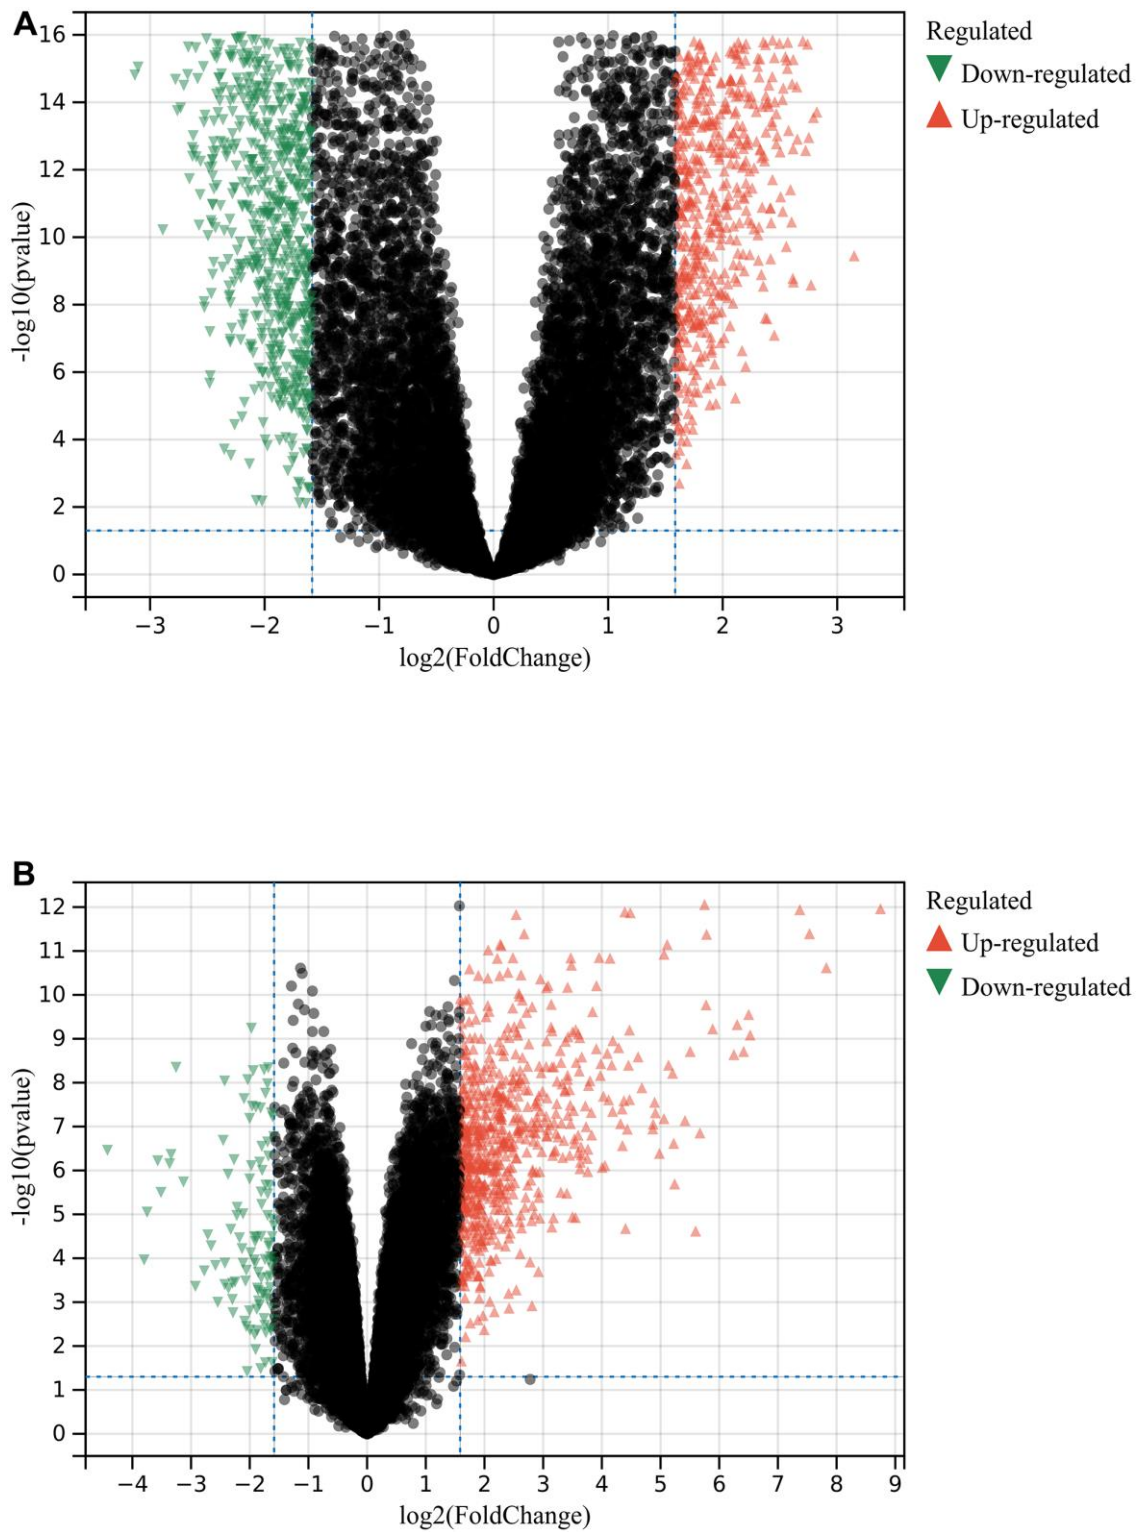 A
16
14
12
10
8
6
4
2
0
-log10(pvalue)
−3 −2 −1 0 1 2 3
log2(FoldChange)
Regulated
Down-regulated
Up-regulated
B
12
11
10
9
8
7
6
5
4
3
2
1
0
-log10(pvalue)
−4 −3 −2 −1 0 1 2 3 4 5 6 7 8 9
log2(FoldChange)
Regulated
Up-regulated
Down-regulated